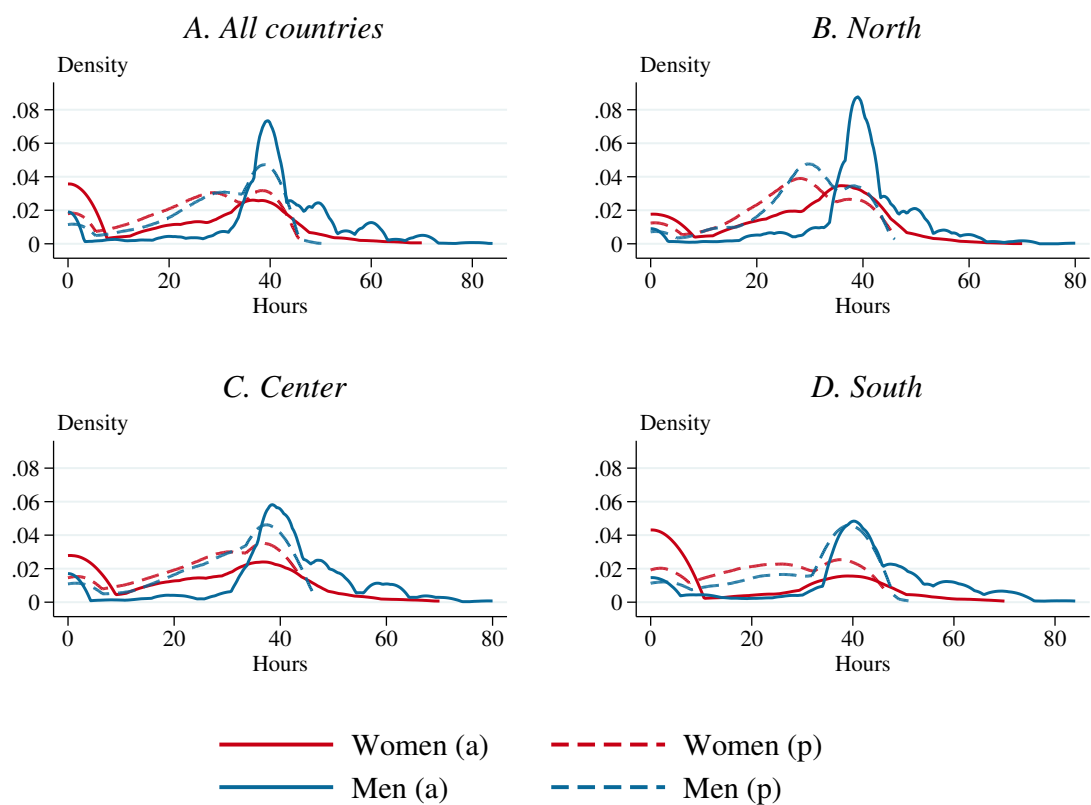 A. All countries
B. North
Density
Density
.08
.06
.04
.02
0
0 20 40 60 80
Hours
.08
.06
.04
.02
0
0 20 40 60 80
Hours
C. Center
D. South
Density
Density
.08
.06
.04
.02
0
0 20 40 60 80
Hours
.08
.06
.04
.02
0
0 20 40 60 80
Hours
Women (a)
Women (p)
Men (a)
Men (p)